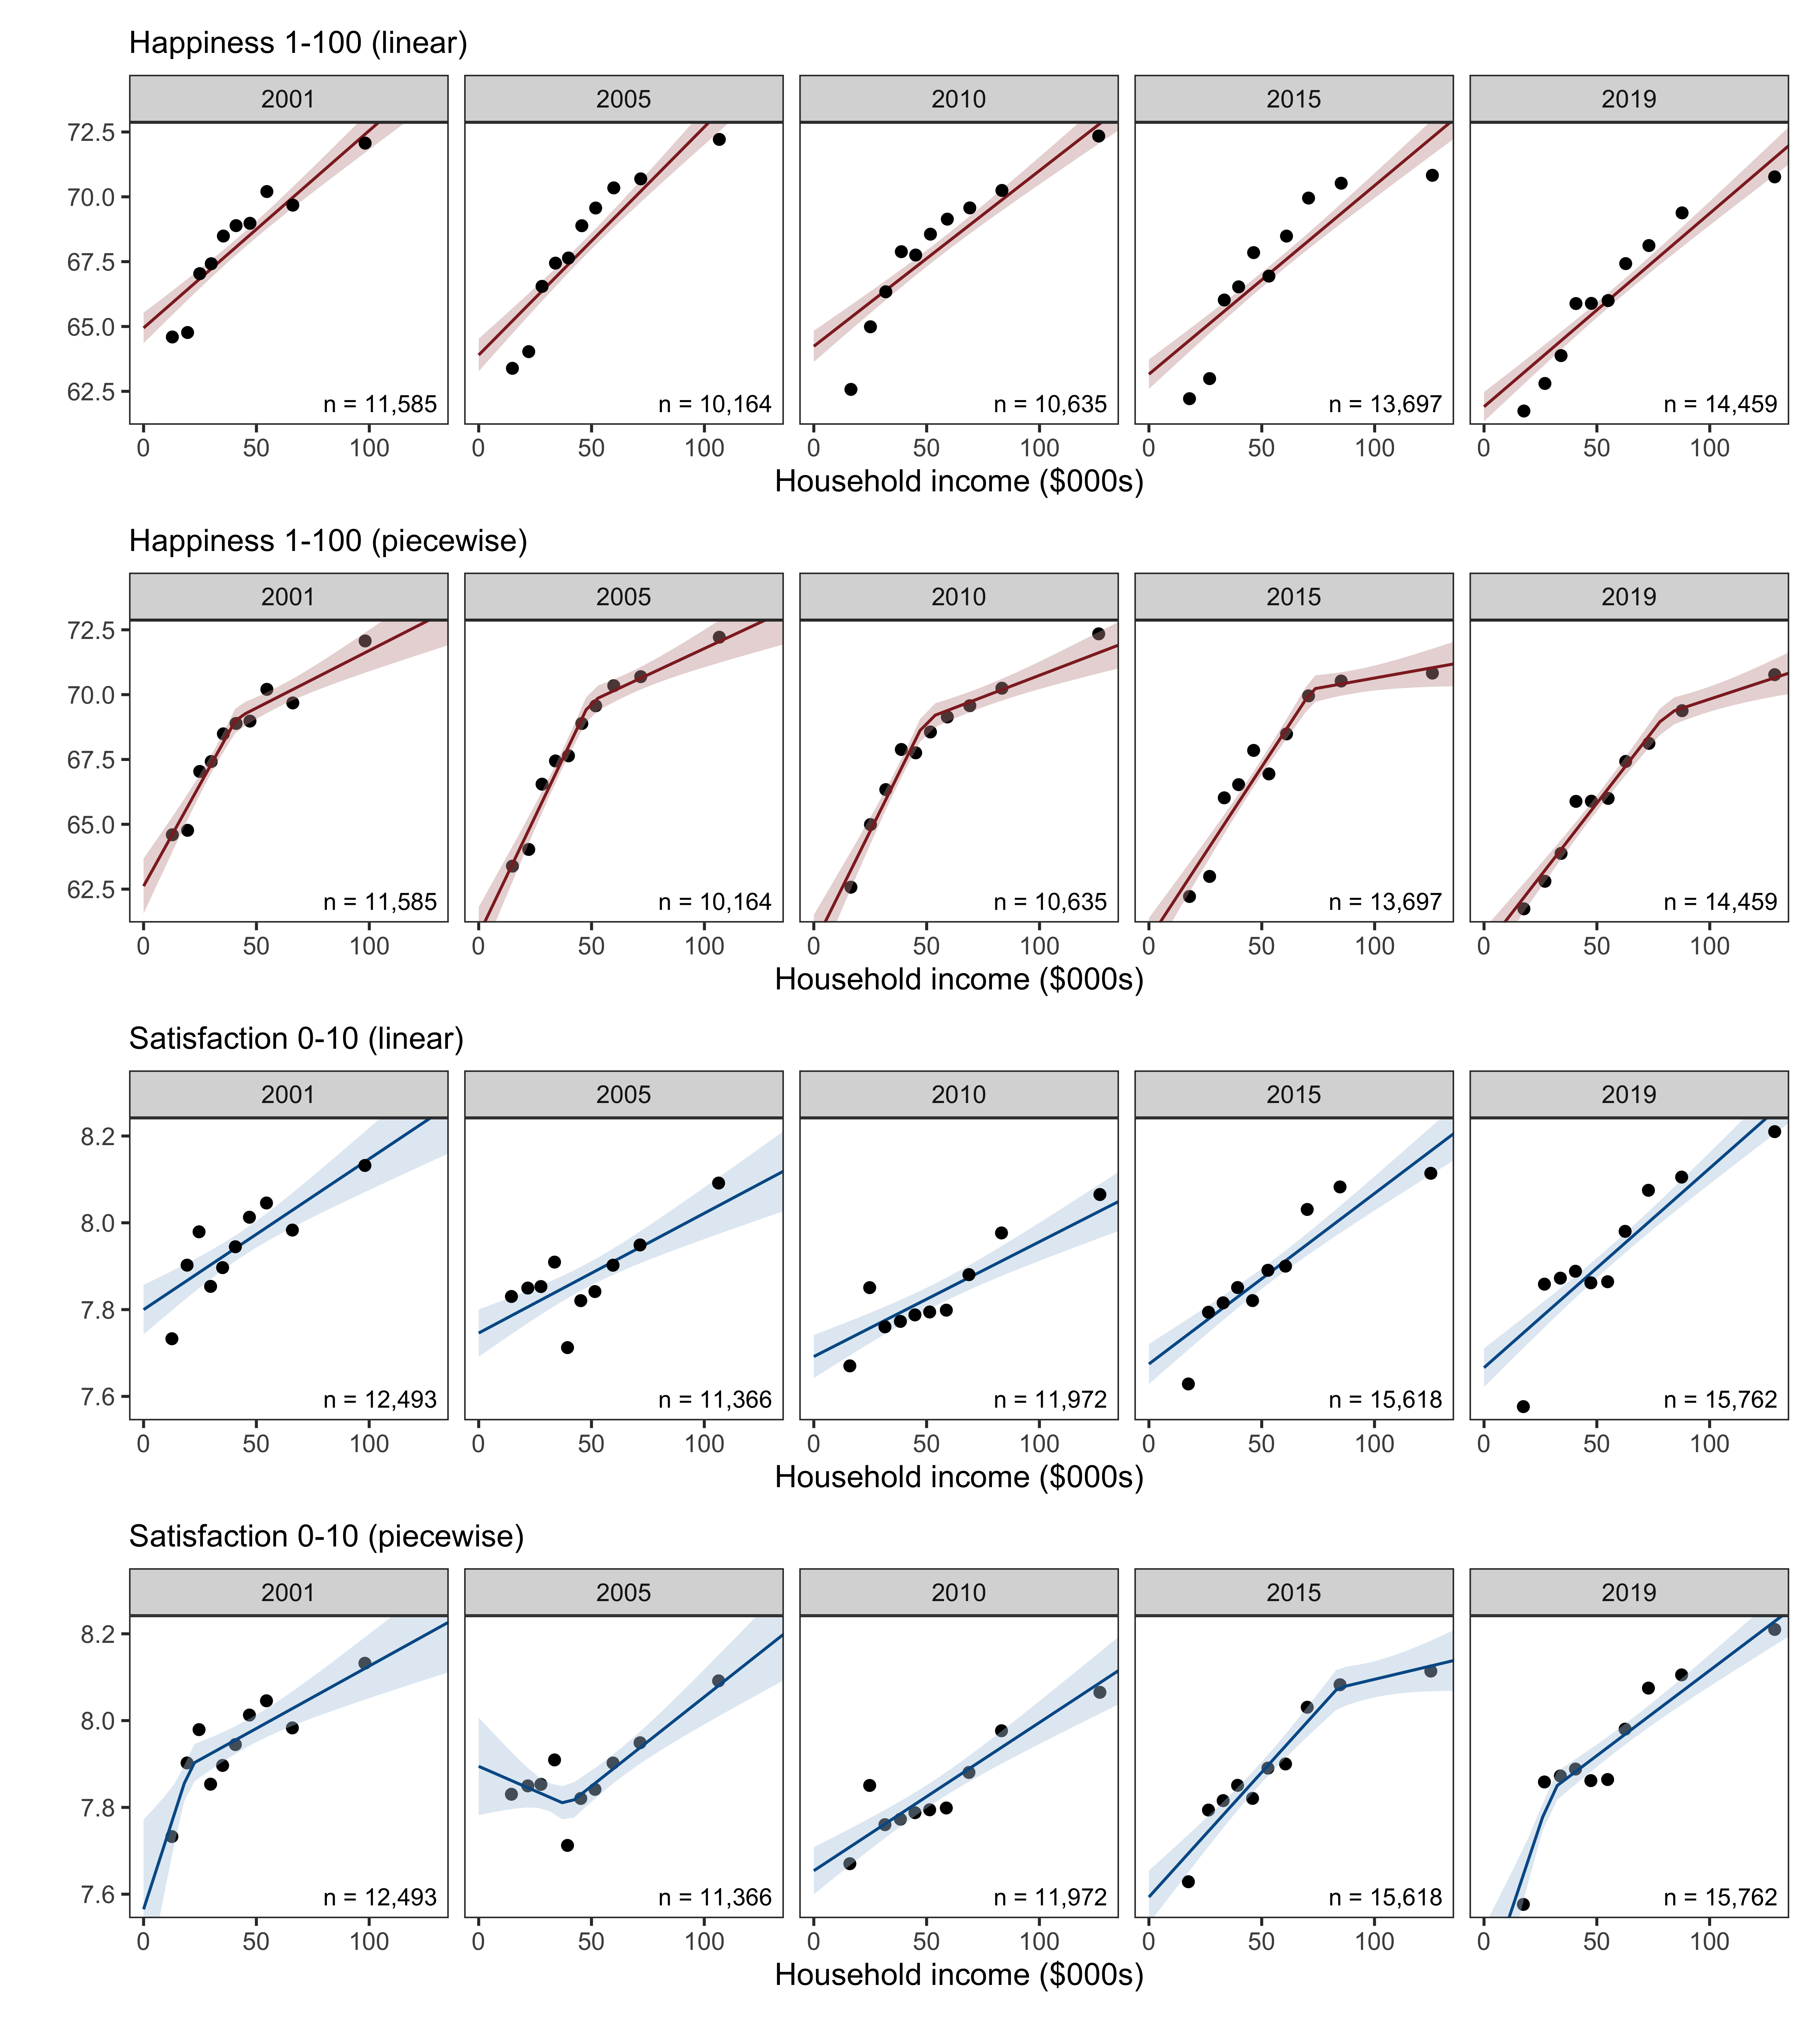 Happiness 1-100 (linear)
2001 2005 2010 2015 2019
72.5
70.0
67.5
65.0
62.5
n = 11,585 n = 10,164 n = 10,635 n = 13,697 n = 14,459
0 50 100 0 50 100 0 50 100 0 50 100 0 50 100
Household income ($000s)
Happiness 1-100 (piecewise)
2001 2005 2010 2015 2019
72.5
70.0
67.5
65.0
62.5
n = 11,585 n = 10,164 n = 10,635 n = 13,697 n = 14,459
0 50 100 0 50 100 0 50 100 0 50 100 0 50 100
Household income ($000s)
Satisfaction 0-10 (linear)
2001 2005 2010 2015 2019
8.2
8.0
7.8
7.6
n = 12,493 n = 11,366 n = 11,972 n = 15,618 n = 15,762
0 50 100 0 50 100 0 50 100 0 50 100 0 50 100
Household income ($000s)
Satisfaction 0-10 (piecewise)
2001 2005 2010 2015 2019
8.2
8.0
7.8
7.6
n = 12,493 n = 11,366 n = 11,972 n = 15,618 n = 15,762
0 50 100 0 50 100 0 50 100 0 50 100 0 50 100
Household income ($000s)